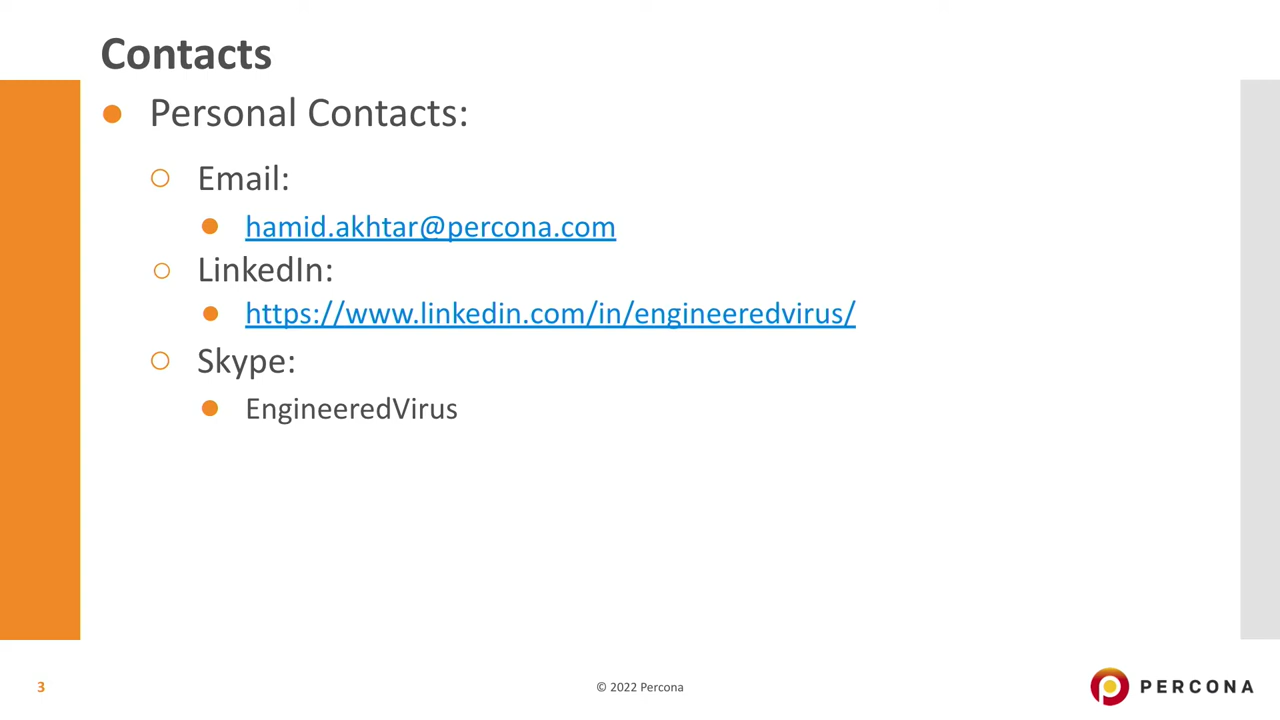 Contacts
Personal Contacts:
Email:
hamid.akhtar@percona.com
LinkedIn:
https://www.linkedin.com/in/engineeredvirus/
Skype:
EngineeredVirus
3
© 2022 Percona
PERCONA